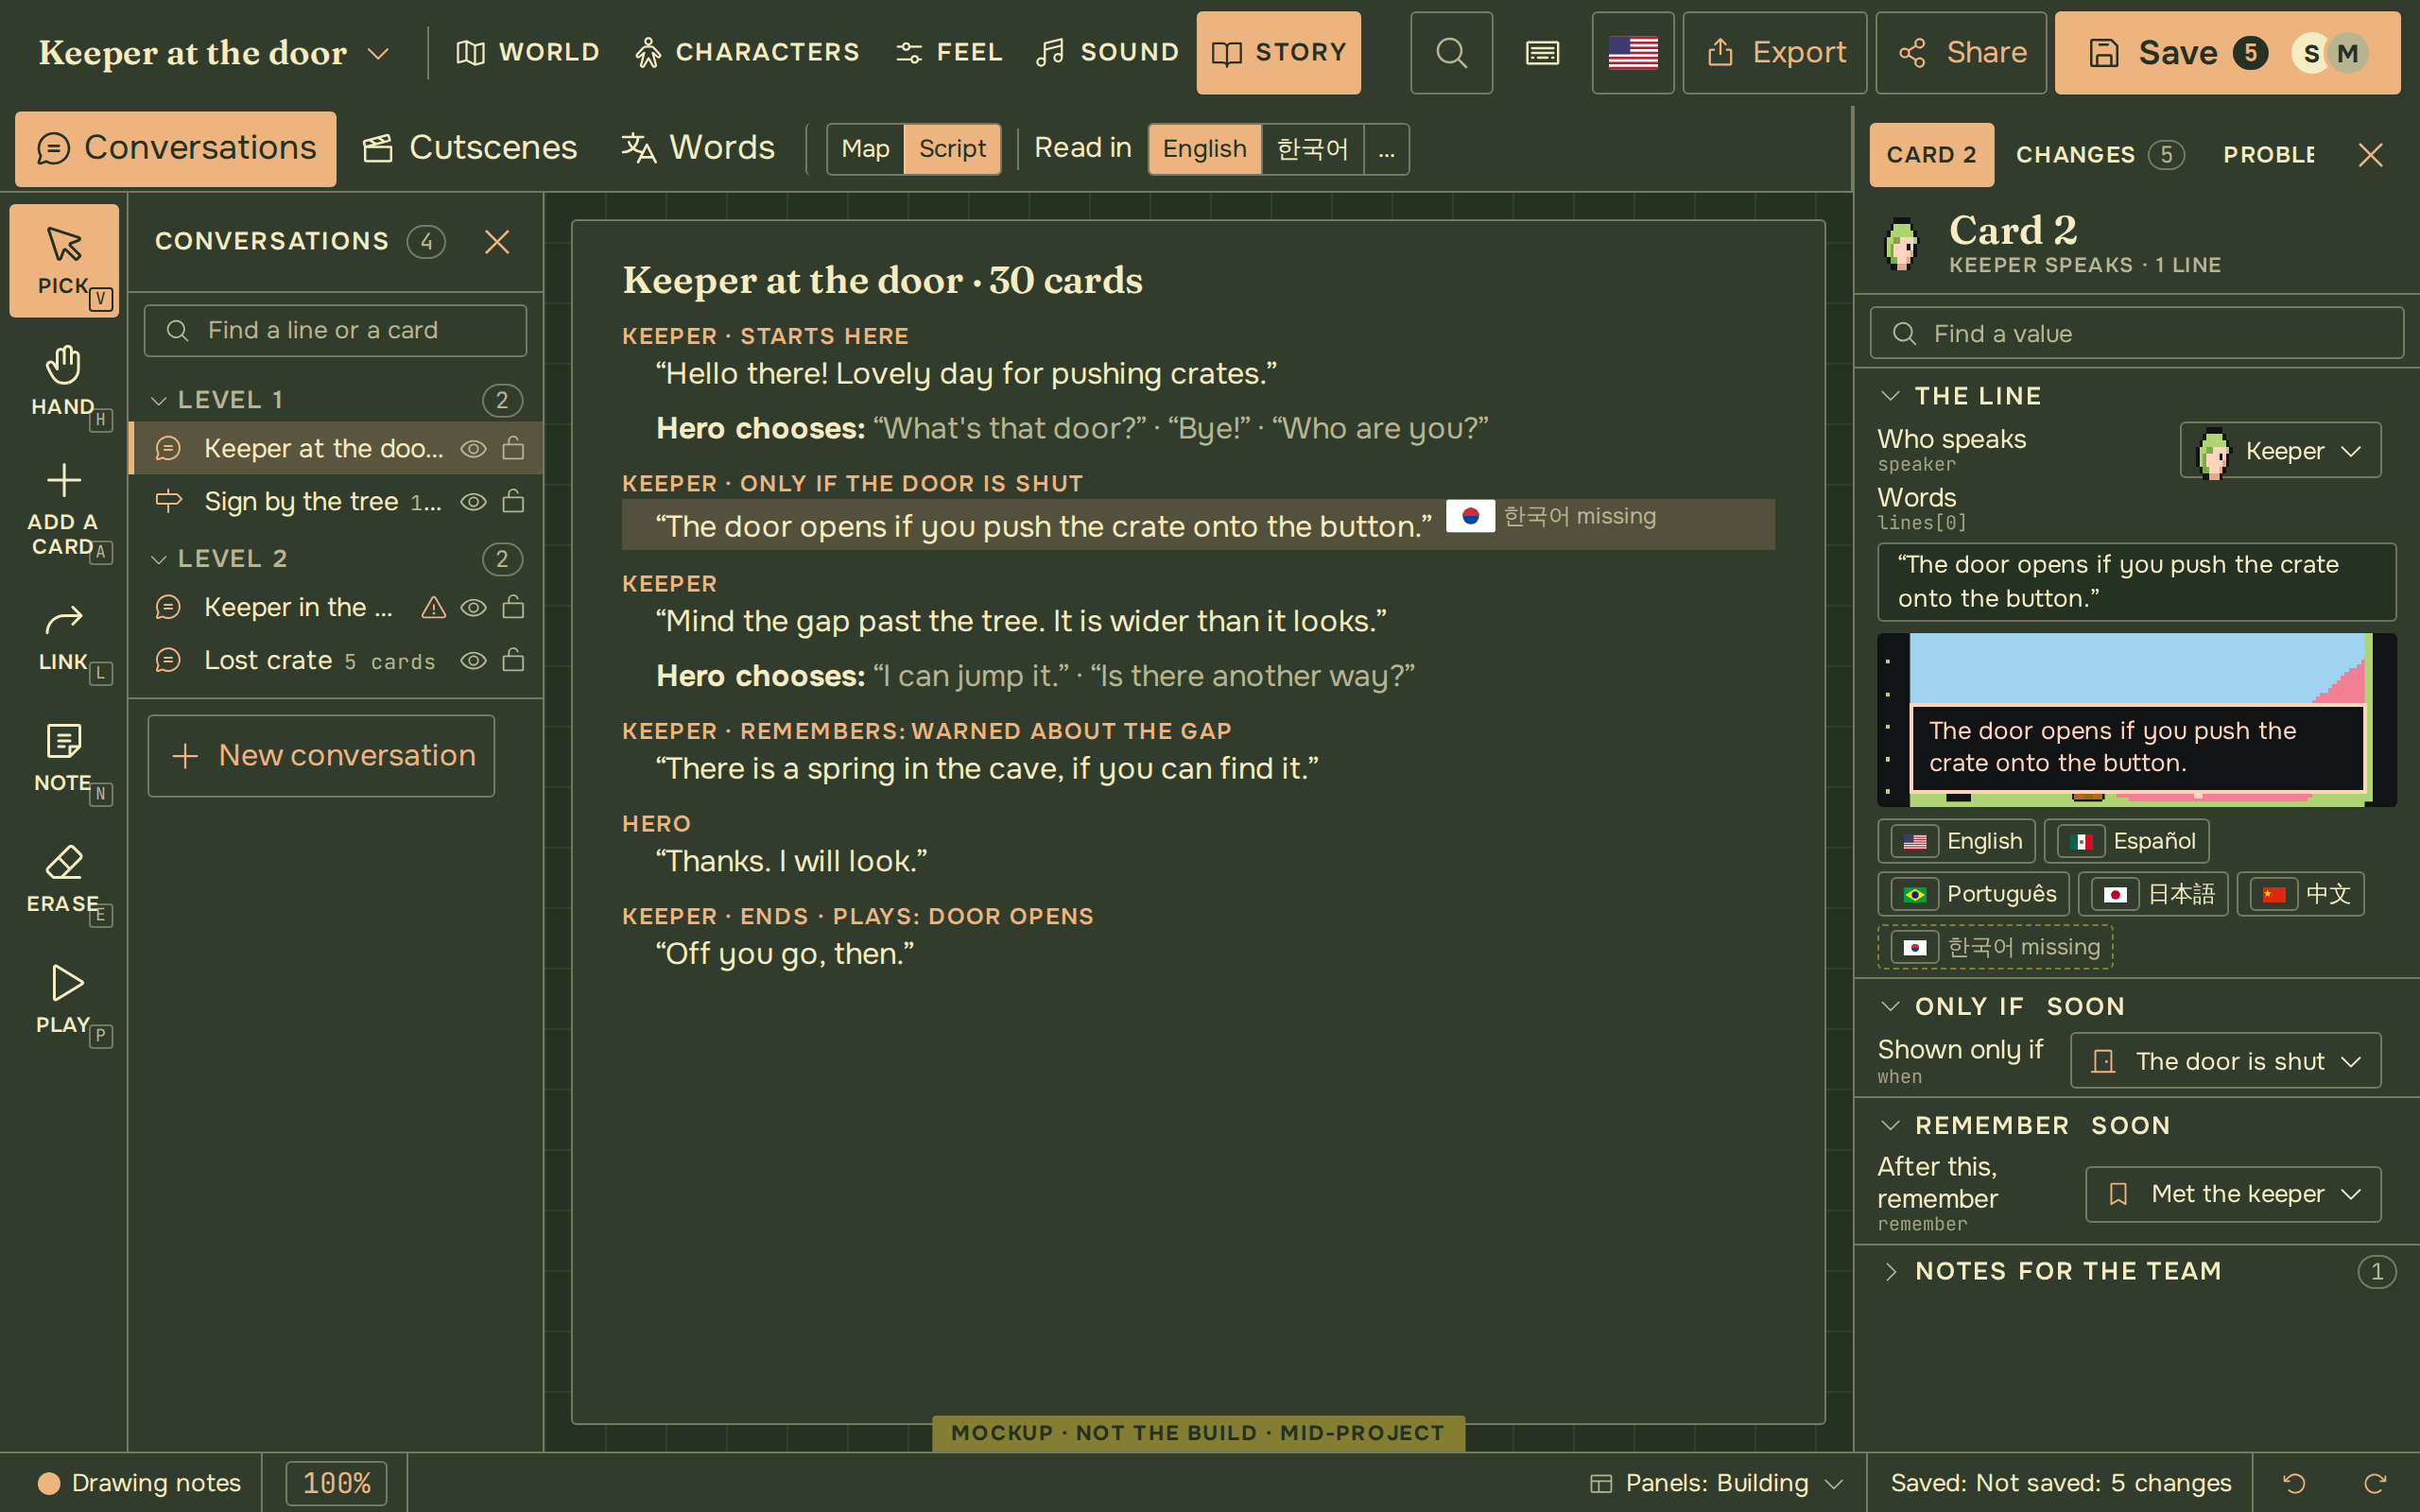 Keeper at the door
WORLD
CHARACTERS
FEEL
SOUND
STORY
Export
Share
Save 5
S M
Conversations
Cutscenes
Words
Map Script
Read in
English 한국어 ...
CARD 2
CHANGES 5
PROBLE
PICK V
HAND H
ADD A
CARD A
LINK L
NOTE N
ERASE E
PLAY P
CONVERSATIONS 4
Find a line or a card
LEVEL 1 2
Keeper at the doo...
Sign by the tree 1...
LEVEL 2 2
Keeper in the ...
Lost crate 5 cards
New conversation
Keeper at the door · 30 cards
KEEPER · STARTS HERE
“Hello there! Lovely day for pushing crates.”
Hero chooses: “What's that door?” · “Bye!” · “Who are you?”
KEEPER · ONLY IF THE DOOR IS SHUT
“The door opens if you push the crate onto the button.” 한국어 missing
KEEPER
“Mind the gap past the tree. It is wider than it looks.”
Hero chooses: “I can jump it.” · “Is there another way?”
KEEPER · REMEMBERS: WARNED ABOUT THE GAP
“There is a spring in the cave, if you can find it.”
HERO
“Thanks. I will look.”
KEEPER · ENDS · PLAYS: DOOR OPENS
“Off you go, then.”
MOCKUP · NOT THE BUILD · MID-PROJECT
Card 2
KEEPER SPEAKS · 1 LINE
Find a value
THE LINE
Who speaks
speaker
Keeper
Words
lines[0]
“The door opens if you push the crate
onto the button.”
The door opens if you push the
crate onto the button.
English
Español
Português
日本語
中文
한국어 missing
ONLY IF SOON
Shown only if
when
The door is shut
REMEMBER SOON
After this,
remember
remember
Met the keeper
NOTES FOR THE TEAM 1
Drawing notes
100%
Panels: Building
Saved: Not saved: 5 changes